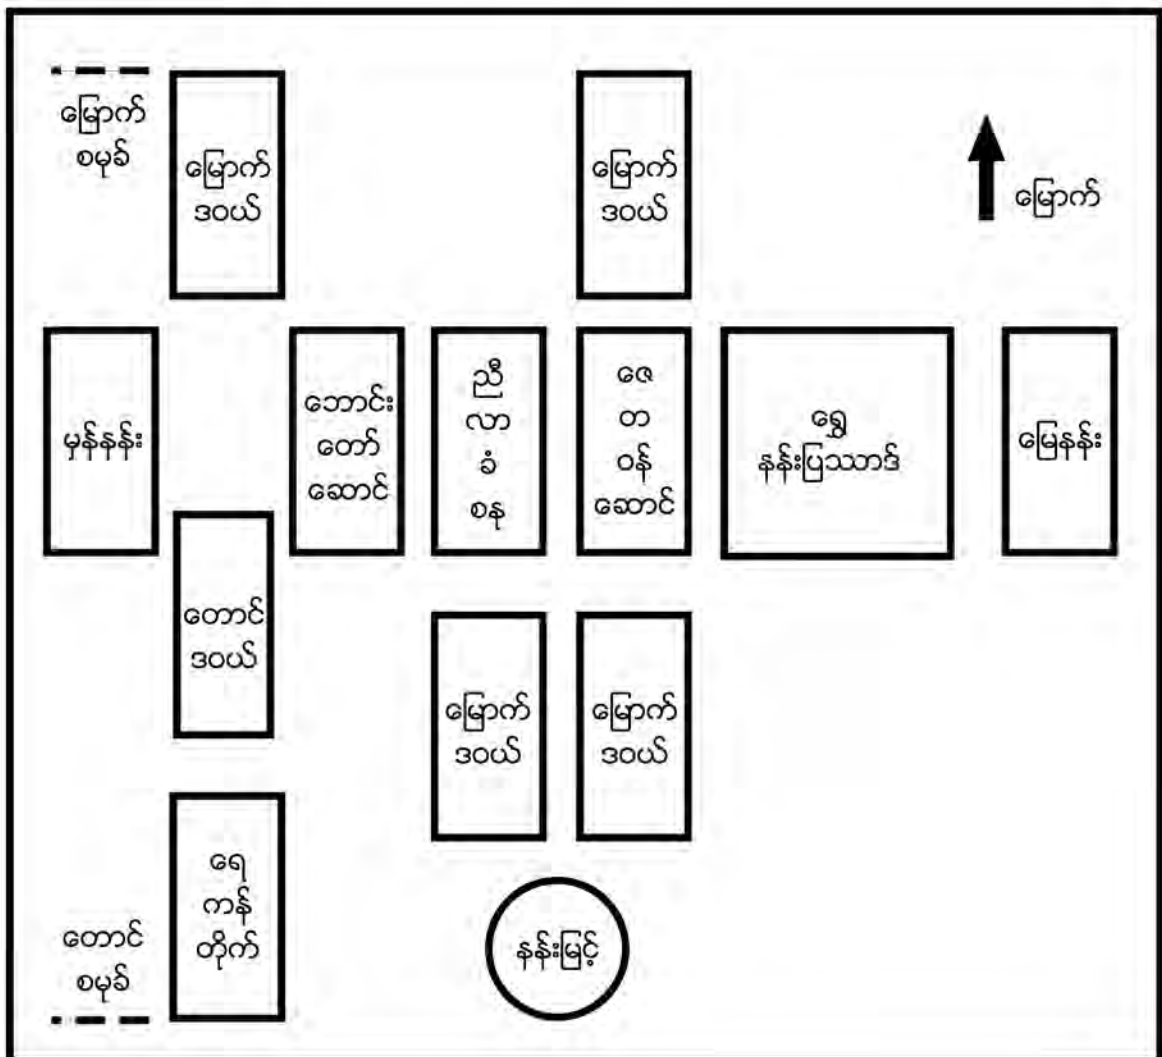 မြောက်
စမုခ်
မြောက်
ဒဝယ်
မြောက်
ဒဝယ်
မြောက်
မှန်နန်း
ဘောင်း
တော်
ဆောင်
ညီ
လာ
ခံ
စနု
ဇေ
တ
ဝန်
ဆောင်
ရွှေ
နန်းပြဿာဒ်
မြေနန်း
တောင်
ဒဝယ်
မြောက်
ဒဝယ်
မြောက်
ဒဝယ်
ရေ
ကန်
တိုက်
တောင်
စမုခ်
နန်းမြင့်